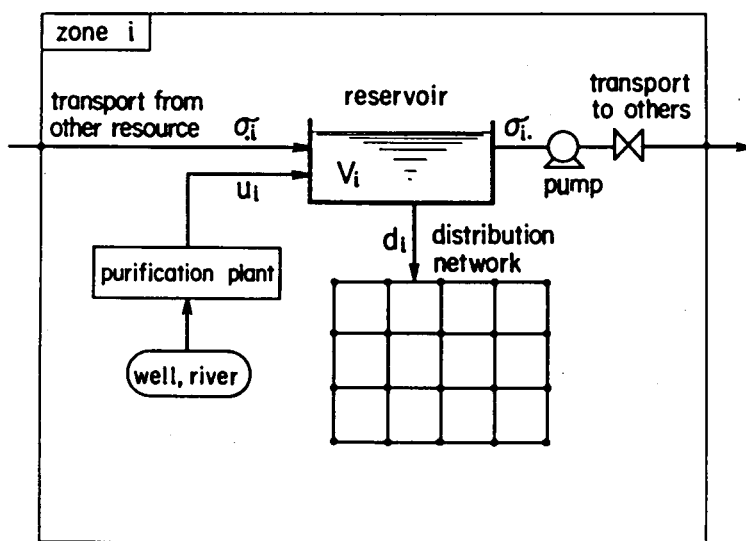 zone i
transport from
other resource
σ.i
reservoir
σi.
transport
to others
Vi
pump
ui
di
distribution
network
purification plant
well, river